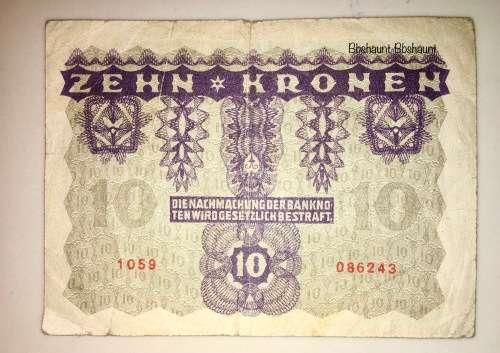 Bbshaunt Bbshaunt
ZEHN ✶ KRONEN
10 10
DIE NACHMACHUNG DER BANKNO-
TEN WIRD GESETZLICH BESTRAFT.
10
1059 086243